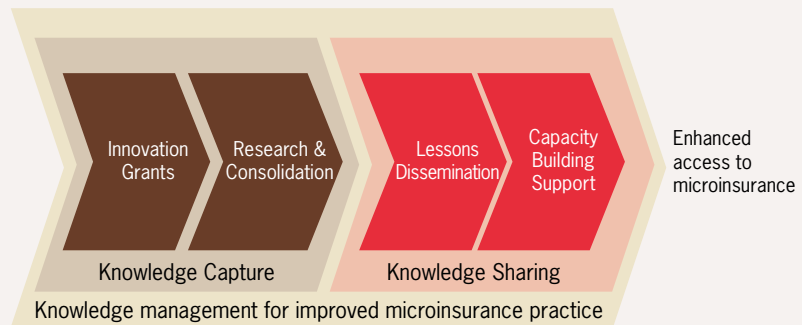 Innovation
Grants
Research &
Consolidation
Lessons
Dissemination
Capacity
Building
Support
Enhanced
access to
microinsurance
Knowledge Capture
Knowledge Sharing
Knowledge management for improved microinsurance practice